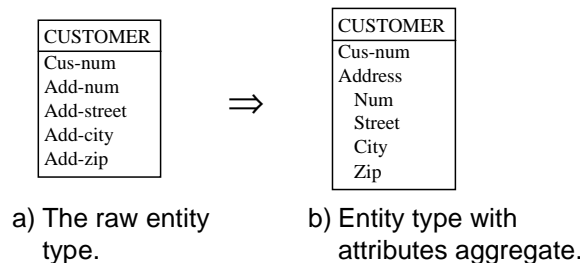 CUSTOMER
Cus-num
Add-num
Add-street
Add-city
Add-zip
⇒
CUSTOMER
Cus-num
Address
Num
Street
City
Zip
a) The raw entity
type.
b) Entity type with
attributes aggregate.